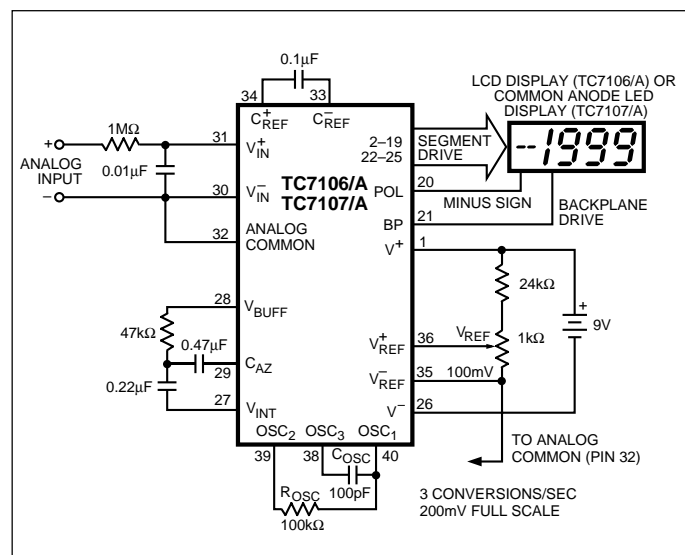 0.1µF
34
33
C+REF
C–REF
LCD DISPLAY (TC7106/A) OR
COMMON ANODE LED
DISPLAY (TC7107/A)
1MΩ
+
31
V+IN
2–19
22–25
SEGMENT
DRIVE
--1999
ANALOG
INPUT
0.01µF
TC7106/A
TC7107/A
–
30
V–IN
POL
20
MINUS SIGN
BACKPLANE
DRIVE
32
ANALOG
COMMON
BP
21
V+
1
24kΩ
28
VBUFF
+
9V
47kΩ
0.47µF
V+REF
36
VREF
1kΩ
29
CAZ
V–REF
35
100mV
0.22µF
27
VINT
V–
26
OSC2
OSC3
OSC1
TO ANALOG
COMMON (PIN 32)
39
38
COSC
40
100pF
ROSC
100kΩ
3 CONVERSIONS/SEC
200mV FULL SCALE